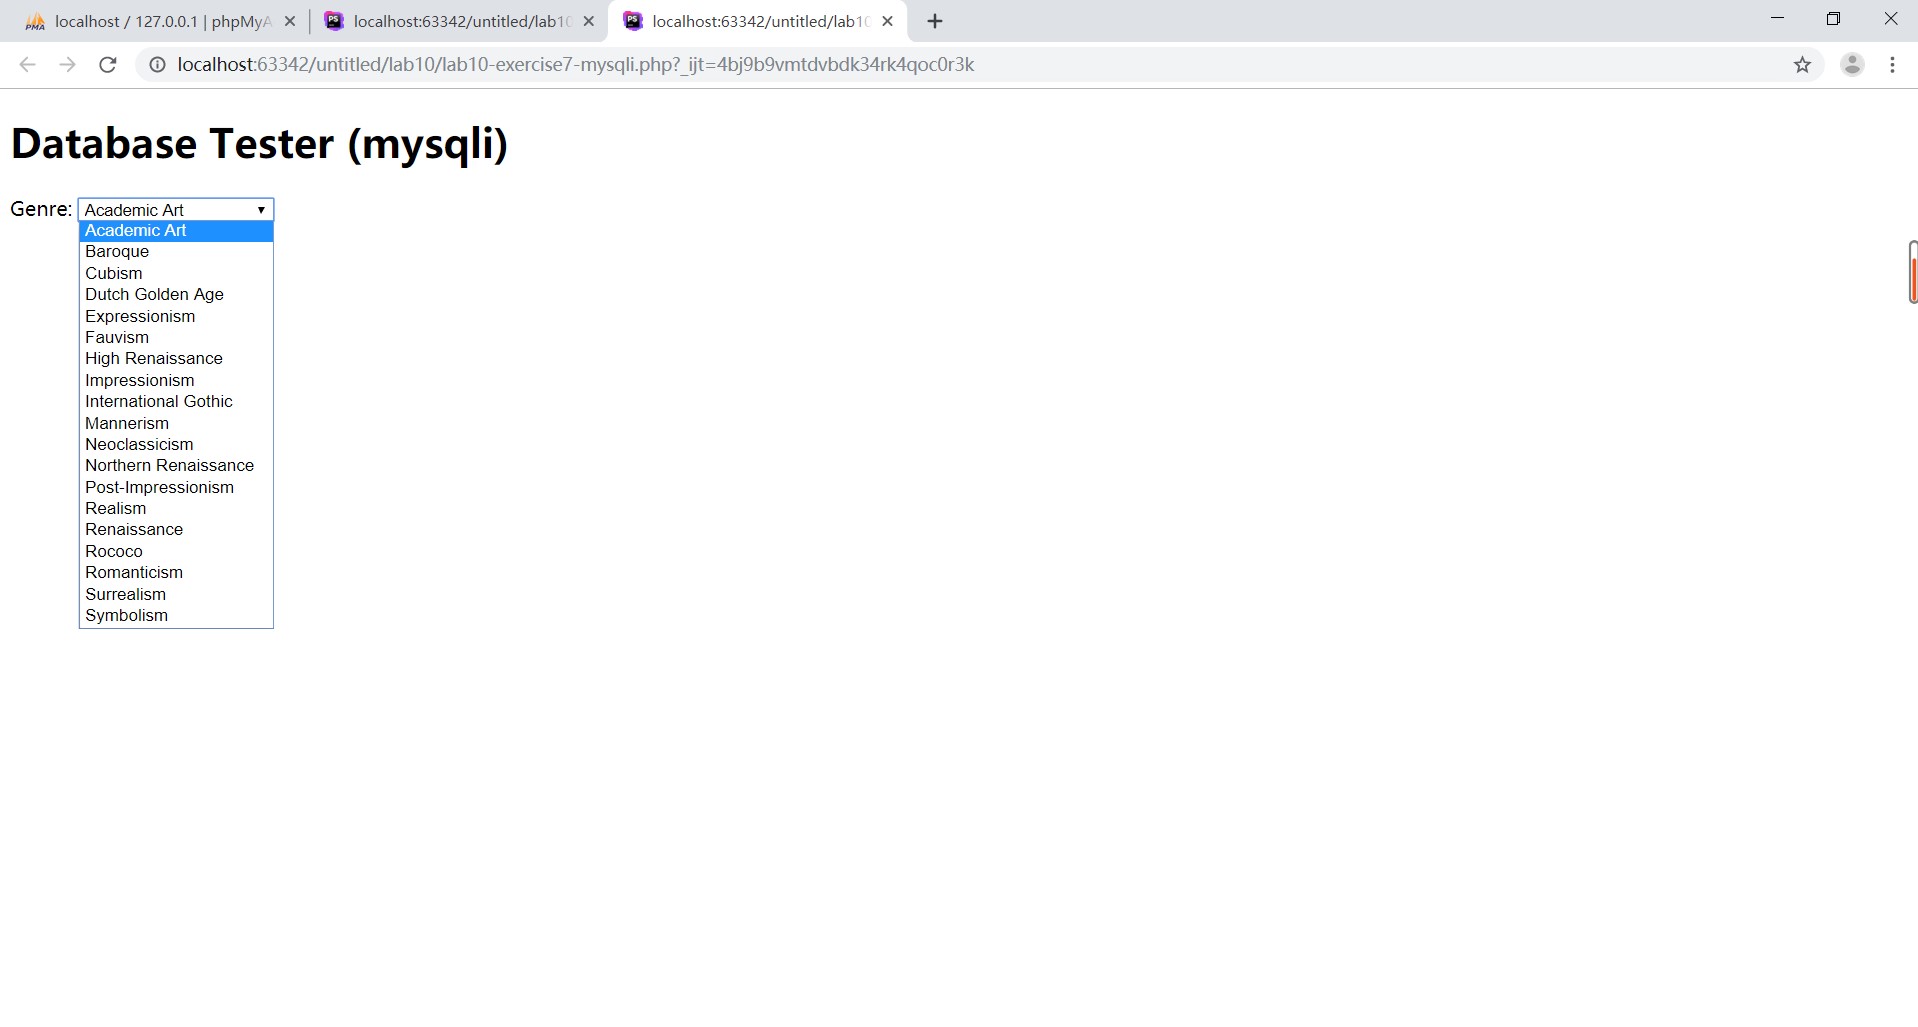 localhost / 127.0.0.1 | phpMyA
localhost:63342/untitled/lab10
localhost:63342/untitled/lab10
localhost:63342/untitled/lab10/lab10-exercise7-mysqli.php?_ijt=4bj9b9vmtdvbdk34rk4qoc0r3k
Database Tester (mysqli)
Genre: Academic Art
Academic Art
Baroque
Cubism
Dutch Golden Age
Expressionism
Fauvism
High Renaissance
Impressionism
International Gothic
Mannerism
Neoclassicism
Northern Renaissance
Post-Impressionism
Realism
Renaissance
Rococo
Romanticism
Surrealism
Symbolism